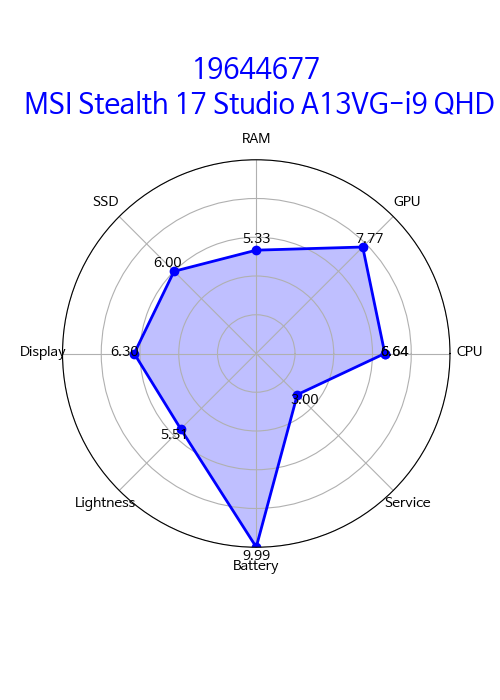 19644677
MSI Stealth 17 Studio A13VG-i9 QHD
RAM
SSD
GPU
5.33
7.77
6.00
Display
6.30
6.64
CPU
5.51
3.00
Lightness
Service
9.99
Battery